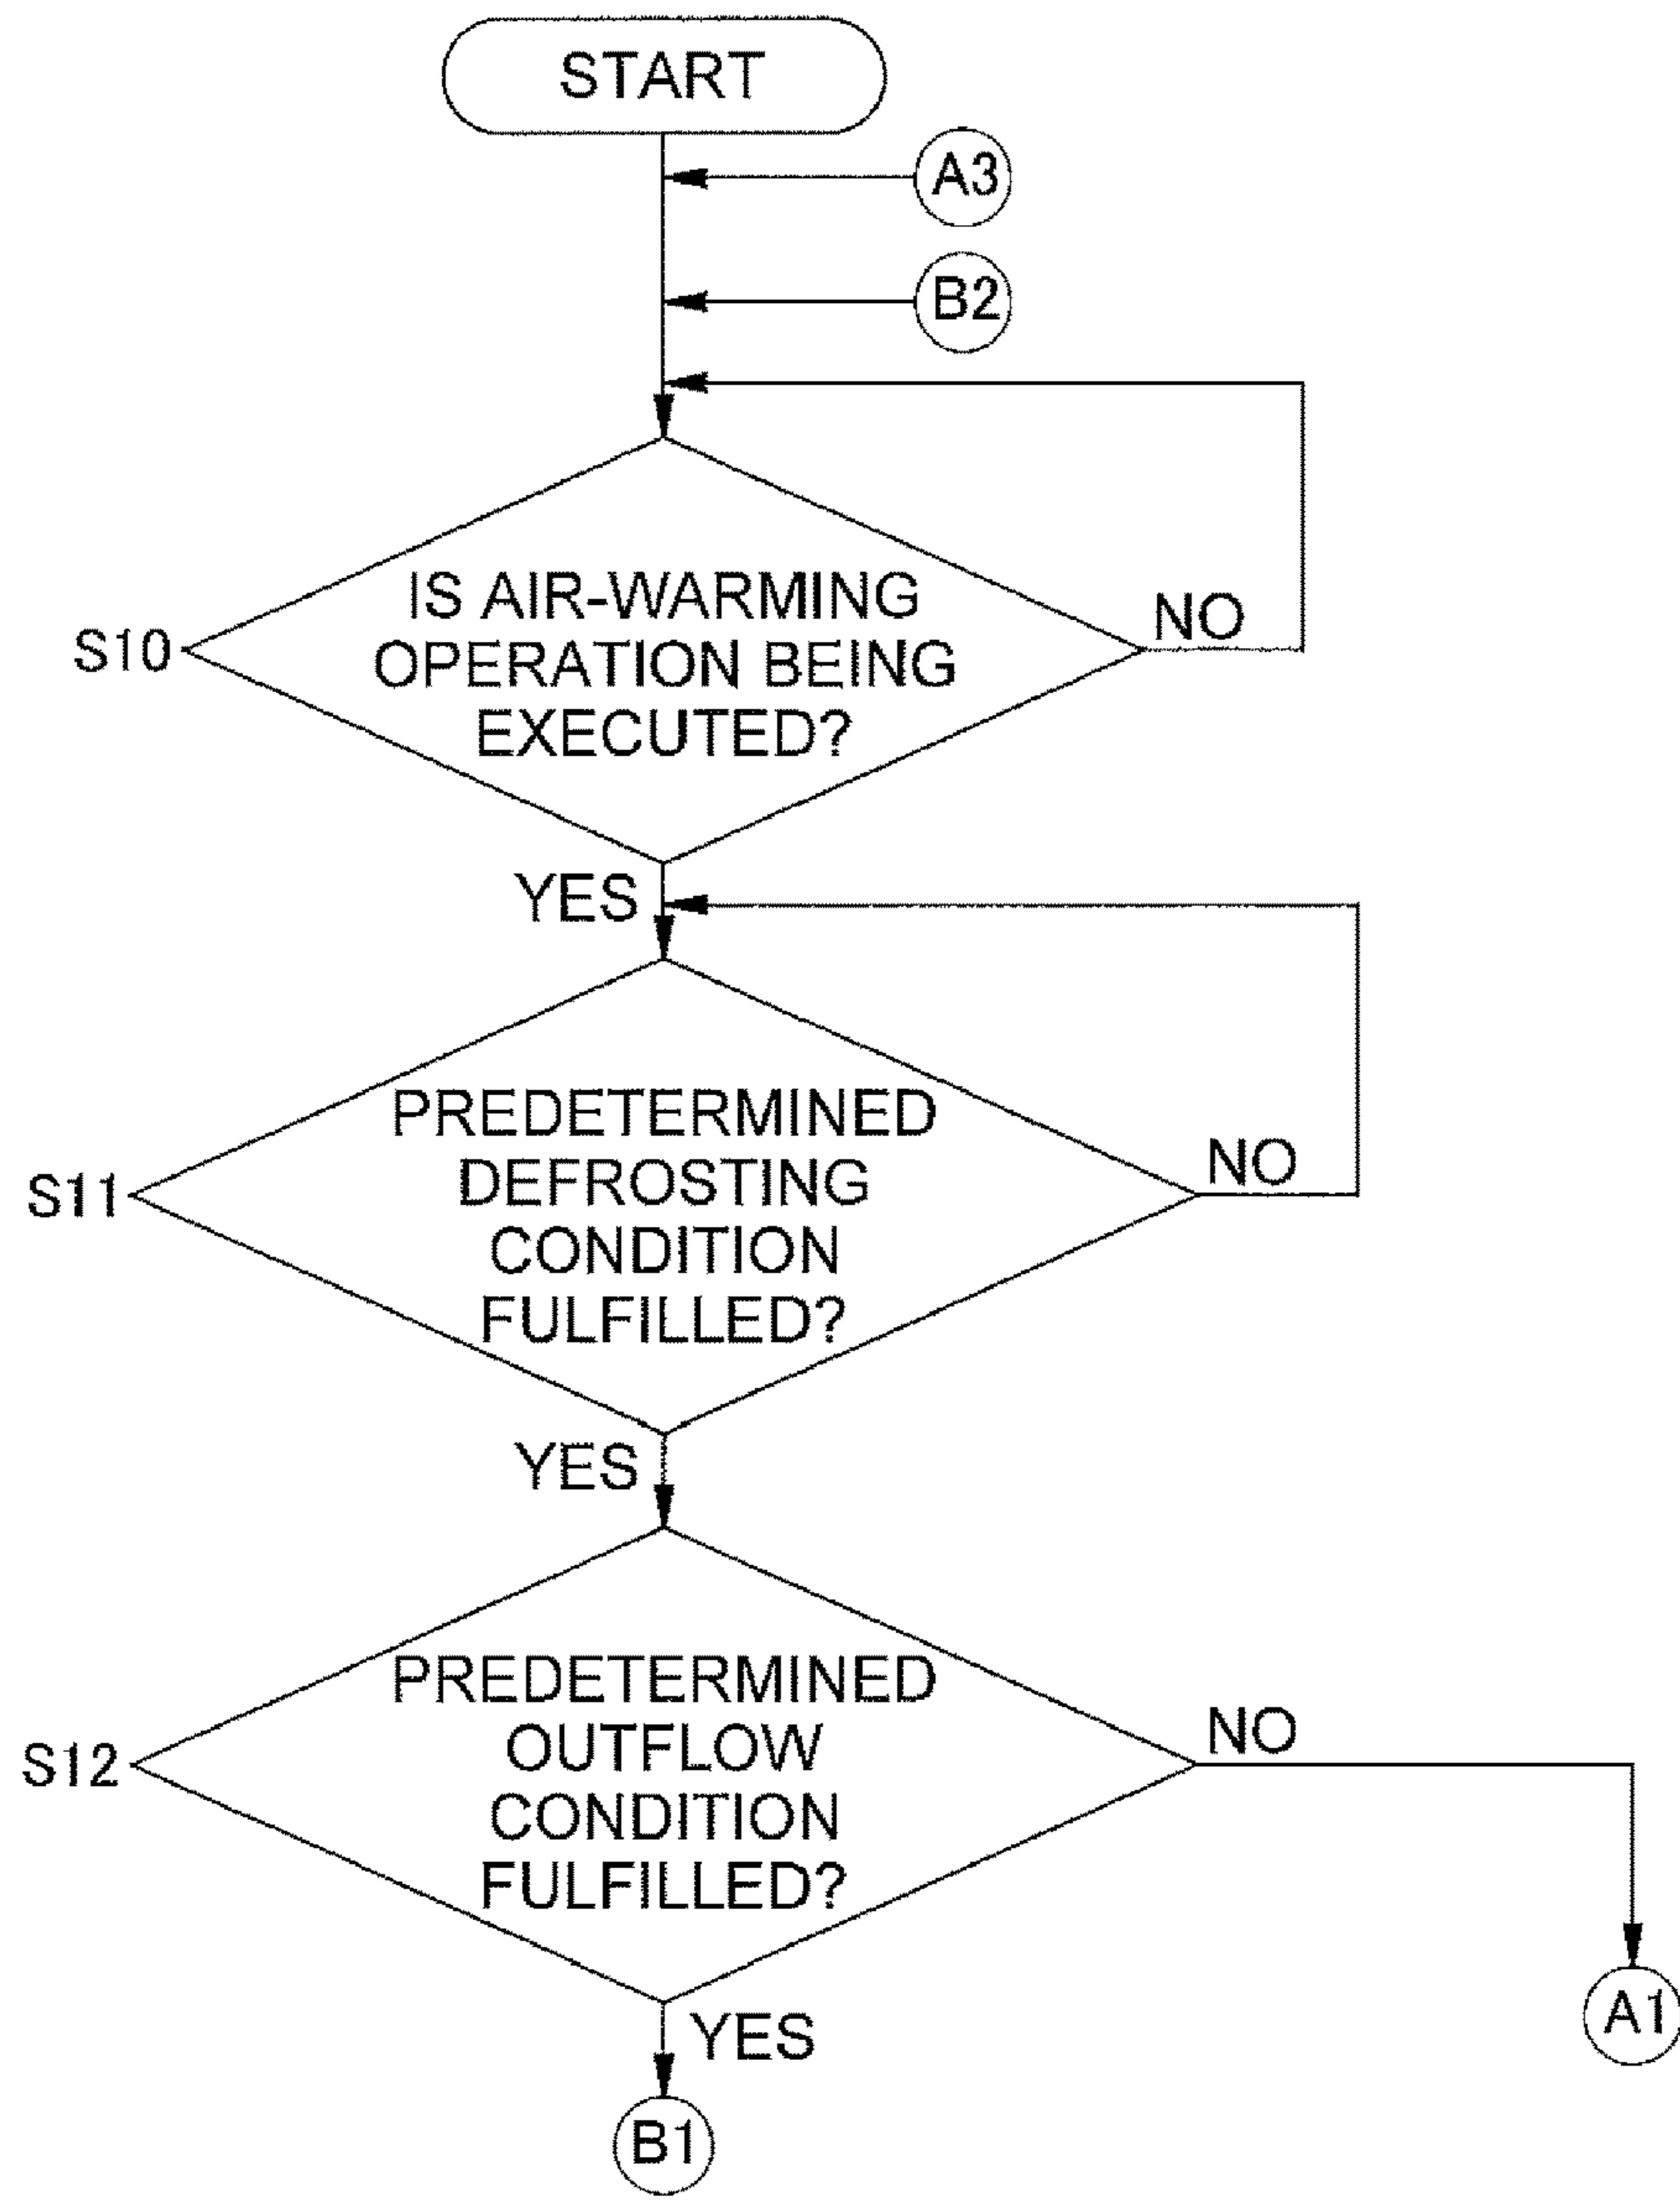 START
A3
B2
IS AIR-WARMING
OPERATION BEING
EXECUTED?
S10
NO
YES
PREDETERMINED
DEFROSTING
CONDITION
FULFILLED?
S11
NO
YES
PREDETERMINED
OUTFLOW
CONDITION
FULFILLED?
S12
NO
A1
YES
B1